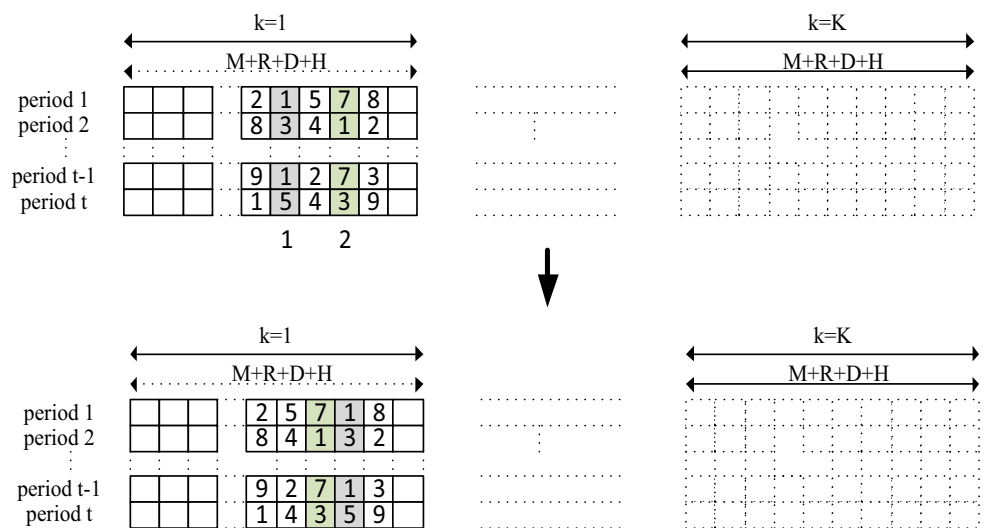 k=1 k=K
M+R+D+H M+R+D+H
period 1 2 1 5 7 8
period 2 8 3 4 1 2
period t-1 9 1 2 7 3
period t 1 5 4 3 9
1 2
k=1 k=K
M+R+D+H M+R+D+H
period 1 2 5 7 1 8
period 2 8 4 1 3 2
period t-1 9 2 7 1 3
period t 1 4 3 5 9